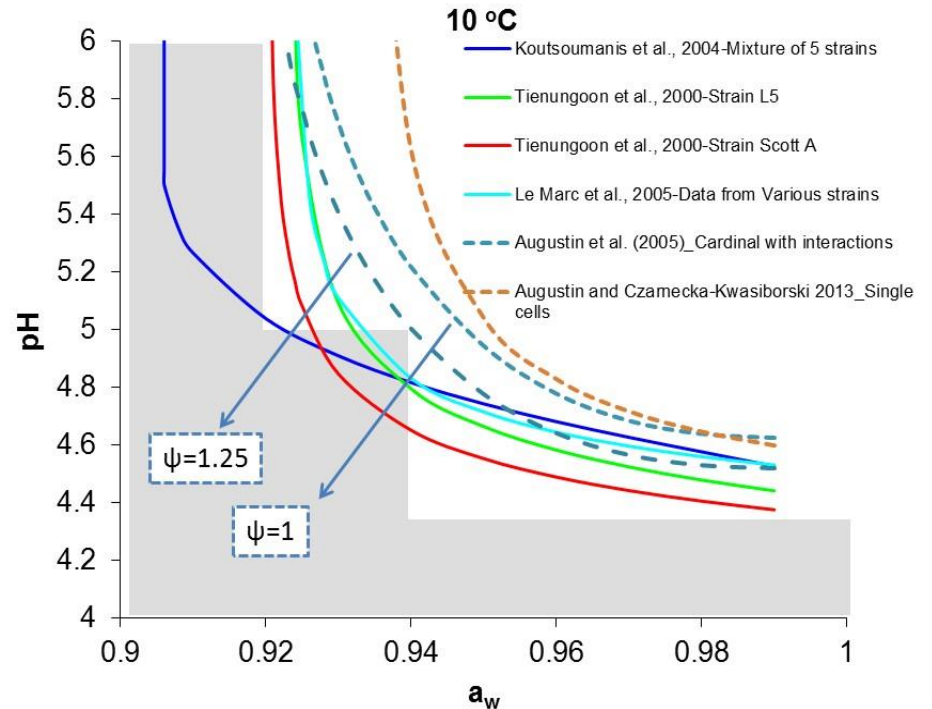 10 °C
Koutsoumanis et al., 2004-Mixture of 5 strains
Tienungoon et al., 2000-Strain L5
Tienungoon et al., 2000-Strain Scott A
Le Marc et al., 2005-Data from Various strains
Augustin et al. (2005)_Cardinal with interactions
Augustin and Czarnecka-Kwasiborski 2013_Single
cells
pH
6
5.8
5.6
5.4
5.2
5
4.8
4.6
4.4
4.2
4
ψ=1.25
ψ=1
0.9 0.92 0.94 0.96 0.98 1
aw